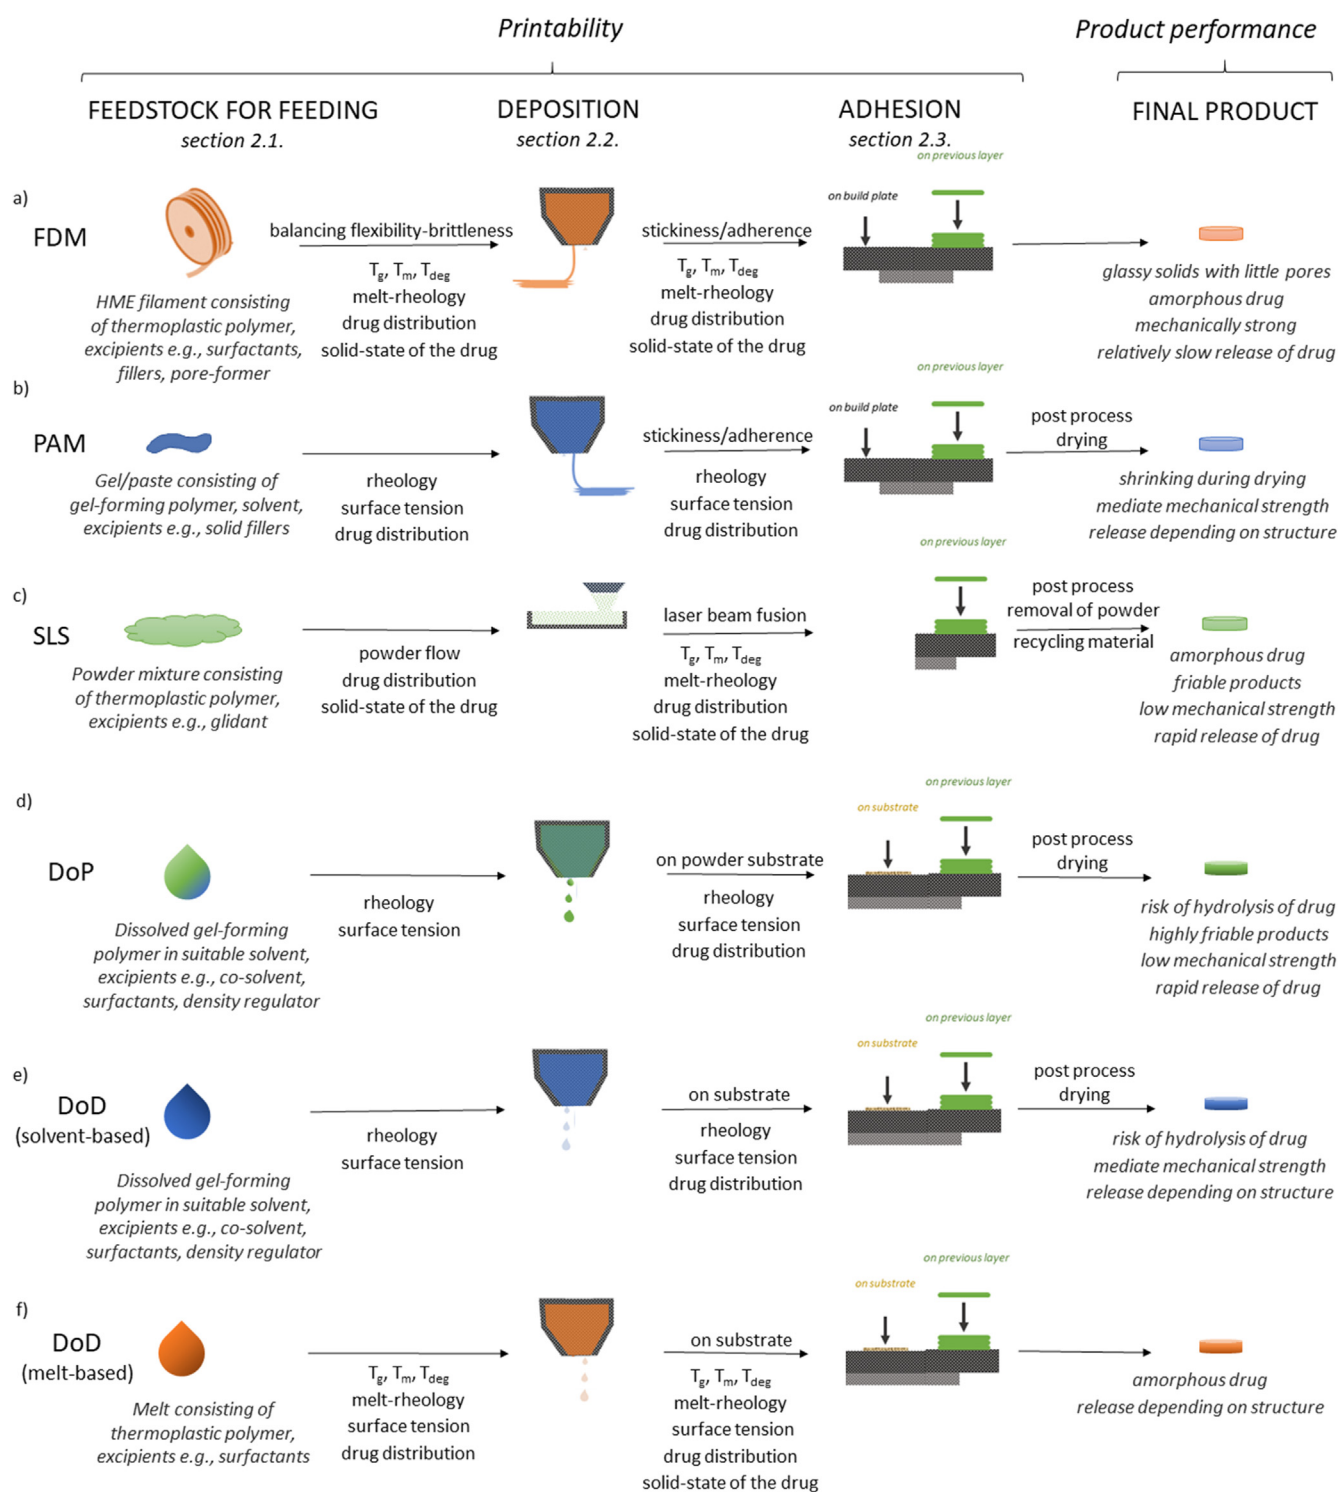 Printability
Product performance
FEEDSTOCK FOR FEEDING
section 2.1.
DEPOSITION
section 2.2.
ADHESION
section 2.3.
FINAL PRODUCT
a)
FDM
HME filament consisting
of thermoplastic polymer,
excipients e.g., surfactants,
fillers, pore-former
balancing flexibility-brittleness
Tg, Tm, Tdeg
melt-rheology
drug distribution
solid-state of the drug
stickiness/adherence
Tg, Tm, Tdeg
melt-rheology
drug distribution
solid-state of the drug
on build plate
on previous layer
glassy solids with little pores
amorphous drug
mechanically strong
relatively slow release of drug
b)
PAM
Gel/paste consisting of
gel-forming polymer, solvent,
excipients e.g., solid fillers
rheology
surface tension
drug distribution
stickiness/adherence
rheology
surface tension
drug distribution
on build plate
on previous layer
post process
drying
shrinking during drying
mediate mechanical strength
release depending on structure
c)
SLS
Powder mixture consisting
of thermoplastic polymer,
excipients e.g., glidant
powder flow
drug distribution
solid-state of the drug
laser beam fusion
Tg, Tm, Tdeg
melt-rheology
drug distribution
solid-state of the drug
on previous layer
post process
removal of powder
recycling material
amorphous drug
friable products
low mechanical strength
rapid release of drug
d)
DoP
Dissolved gel-forming
polymer in suitable solvent,
excipients e.g., co-solvent,
surfactants, density regulator
rheology
surface tension
on powder substrate
rheology
surface tension
drug distribution
on substrate
on previous layer
post process
drying
risk of hydrolysis of drug
highly friable products
low mechanical strength
rapid release of drug
e)
DoD
(solvent-based)
Dissolved gel-forming
polymer in suitable solvent,
excipients e.g., co-solvent,
surfactants, density regulator
rheology
surface tension
on substrate
rheology
surface tension
drug distribution
on substrate
on previous layer
post process
drying
risk of hydrolysis of drug
mediate mechanical strength
release depending on structure
f)
DoD
(melt-based)
Melt consisting of
thermoplastic polymer,
excipients e.g., surfactants
Tg, Tm, Tdeg
melt-rheology
surface tension
drug distribution
on substrate
Tg, Tm, Tdeg
melt-rheology
surface tension
drug distribution
solid-state of the drug
on substrate
on previous layer
amorphous drug
release depending on structure